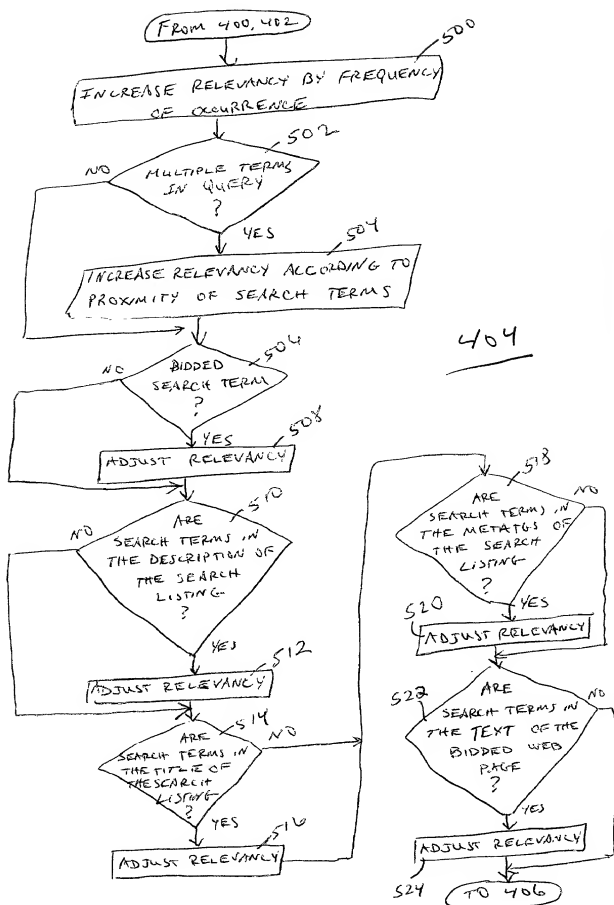 FROM 400, 402
500
INCREASE RELEVANCY BY FREQUENCY
OF OCCURRENCE
502
MULTIPLE TERMS
IN QUERY
?
NO
YES
504
INCREASE RELEVANCY ACCORDING TO
PROXIMITY OF SEARCH TERMS
506
BIDDED
SEARCH TERM
?
NO
YES
508
ADJUST RELEVANCY
510
ARE
SEARCH TERMS IN
THE DESCRIPTION OF
THE SEARCH
LISTING
?
NO
YES
512
ADJUST RELEVANCY
514
ARE
SEARCH TERMS IN
THE TITLE OF
THE SEARCH
LISTING
?
NO
YES
516
ADJUST RELEVANCY
404
518
ARE
SEARCH TERMS IN
THE METATGS OF
THE SEARCH
LISTING
?
NO
YES
520
ADJUST RELEVANCY
522
ARE
SEARCH TERMS IN
THE TEXT OF THE
BIDDED WEB
PAGE
?
NO
YES
ADJUST RELEVANCY
524
TO 406